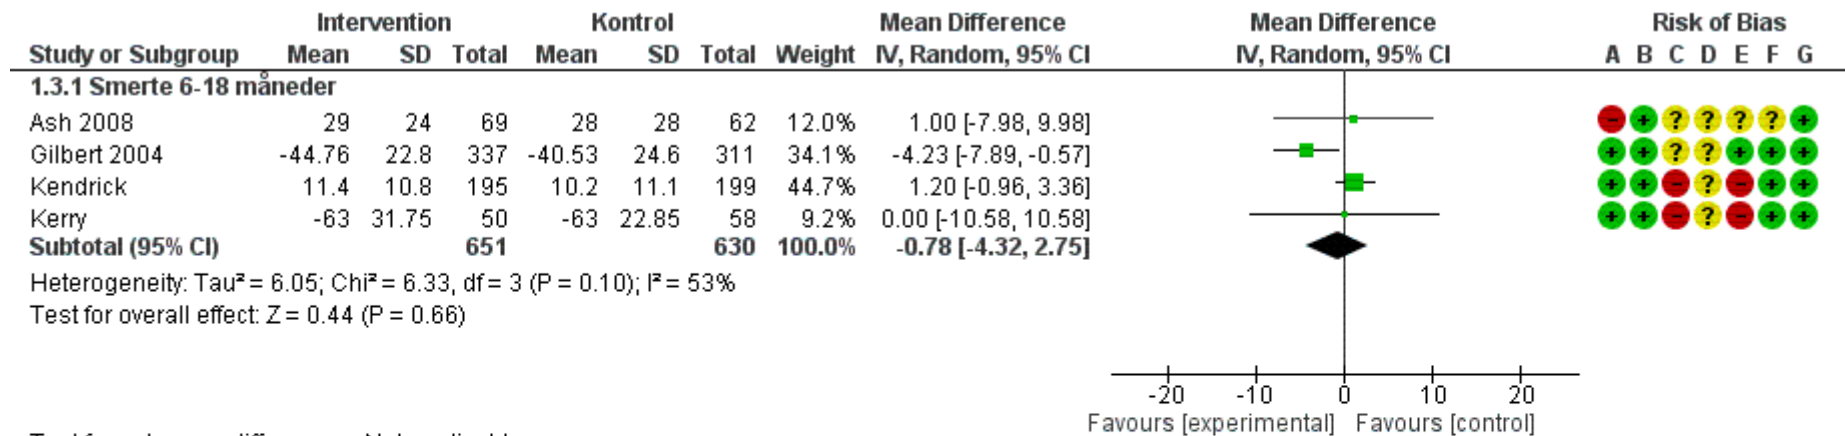 Intervention Kontrol Mean Difference Mean Difference Risk of Bias
Study or Subgroup Mean SD Total Mean SD Total Weight IV, Random, 95% CI IV, Random, 95% CI A B C D E F G
1.3.1 Smerte 6-18 måneder
Ash 2008 29 24 69 28 28 62 12.0% 1.00 [-7.98, 9.98] - + ? ? ? ? +
Gilbert 2004 -44.76 22.8 337 -40.53 24.6 311 34.1% -4.23 [-7.89, -0.57] + + ? ? + + +
Kendrick 11.4 10.8 195 10.2 11.1 199 44.7% 1.20 [-0.96, 3.36] + + - ? - + +
Kerry -63 31.75 50 -63 22.85 58 9.2% 0.00 [-10.58, 10.58] + + - ? - + +
Subtotal (95% CI) 651 630 100.0% -0.78 [-4.32, 2.75]
Heterogeneity: Tau² = 6.05; Chi² = 6.33, df = 3 (P = 0.10); I² = 53%
Test for overall effect: Z = 0.44 (P = 0.66)
-20 -10 0 10 20
Favours [experimental] Favours [control]